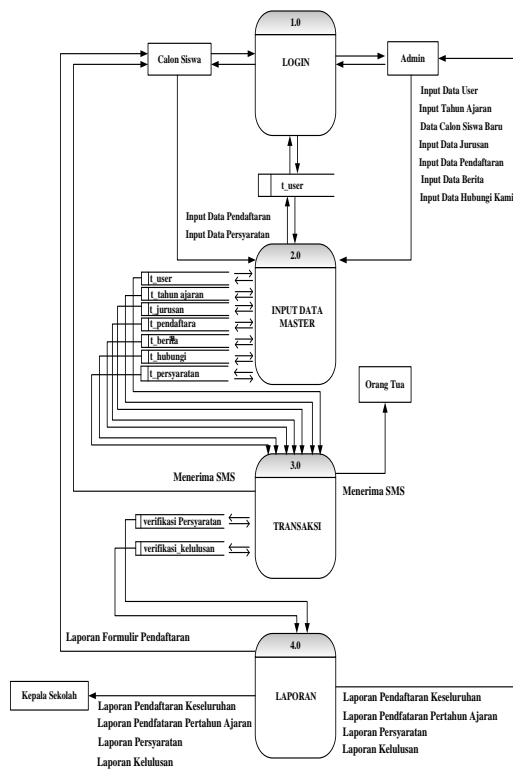 1.0
Calon Siswa
LOGIN
Admin
Input Data User
Input Tahun Ajaran
Data Calon Siswa Baru
Input Data Jurusan
Input Data Pendaftaran
Input Data Berita
Input Data Hubungi Kami
t_user
Input Data Pendaftaran
Input Data Persyaratan
2.0
INPUT DATA
MASTER
t_user
t_tahun ajaran
t_jurusan
t_pendaftara
t_berita
t_hubungi
t_persyaratan
Orang Tua
3.0
Menerima SMS
Menerima SMS
TRANSAKSI
verifikasi Persyaratan
verifikasi_kelulusan
Laporan Formulir Pendaftaran
4.0
LAPORAN
Kepala Sekolah
Laporan Pendaftaran Keseluruhan
Laporan Pendfataran Pertahun Ajaran
Laporan Persyaratan
Laporan Kelulusan
Laporan Pendaftaran Keseluruhan
Laporan Pendfataran Pertahun Ajaran
Laporan Persyaratan
Laporan Kelulusan